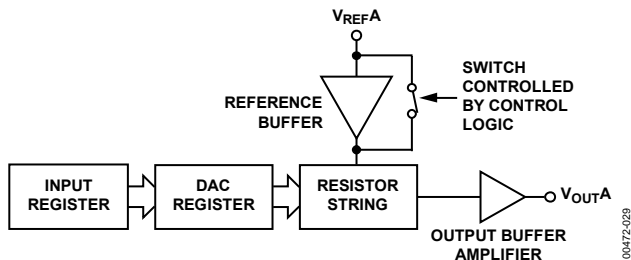 VREFA
REFERENCE
BUFFER
SWITCH
CONTROLLED
BY CONTROL
LOGIC
INPUT
REGISTER
DAC
REGISTER
RESISTOR
STRING
VOUTA
OUTPUT BUFFER
AMPLIFIER
00472-029